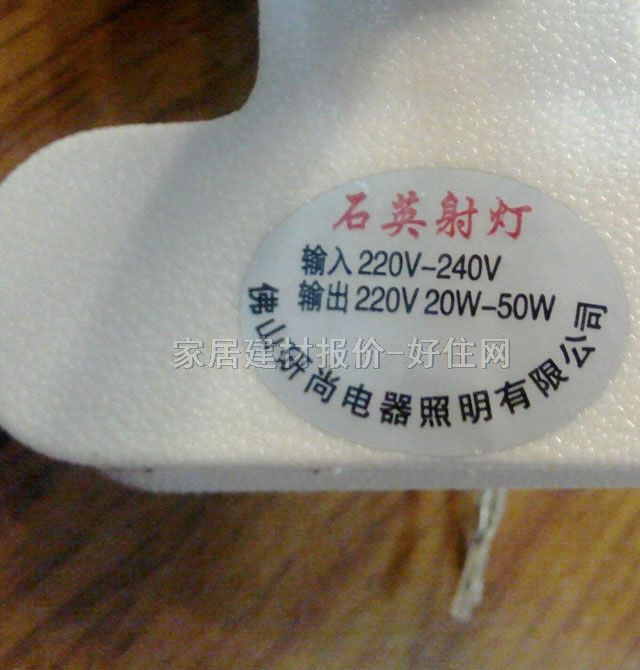 石英射灯
输入220V-240V
输出220V 20W-50W
佛山妍尚电器照明有限公司
家居建材报价-好住网